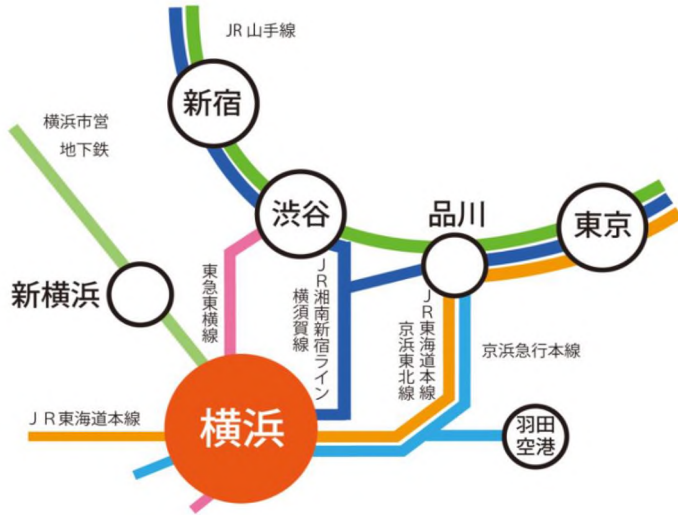 JR山手線
新宿
横浜市営
地下鉄
渋谷
品川
東京
新横浜
東急東横線
JR湘南新宿ライン
横須賀線
JR東海道本線
京浜東北線
京浜急行本線
JR東海道本線
横浜
羽田
空港